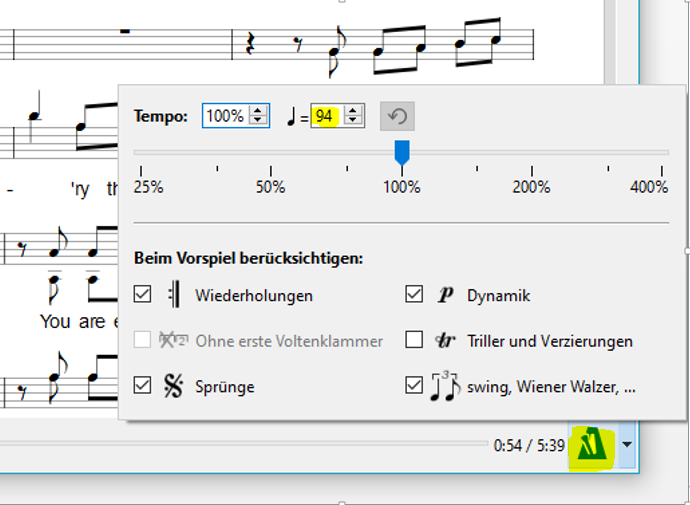 Tempo: 100% = 94
25% 50% 100% 200% 400%
- 'ry
Beim Vorspiel berücksichtigen:
Wiederholungen
Dynamik
Ohne erste Voltenklammer
Triller und Verzierungen
You are
Sprünge
3
swing, Wiener Walzer, ...
0:54 / 5:39